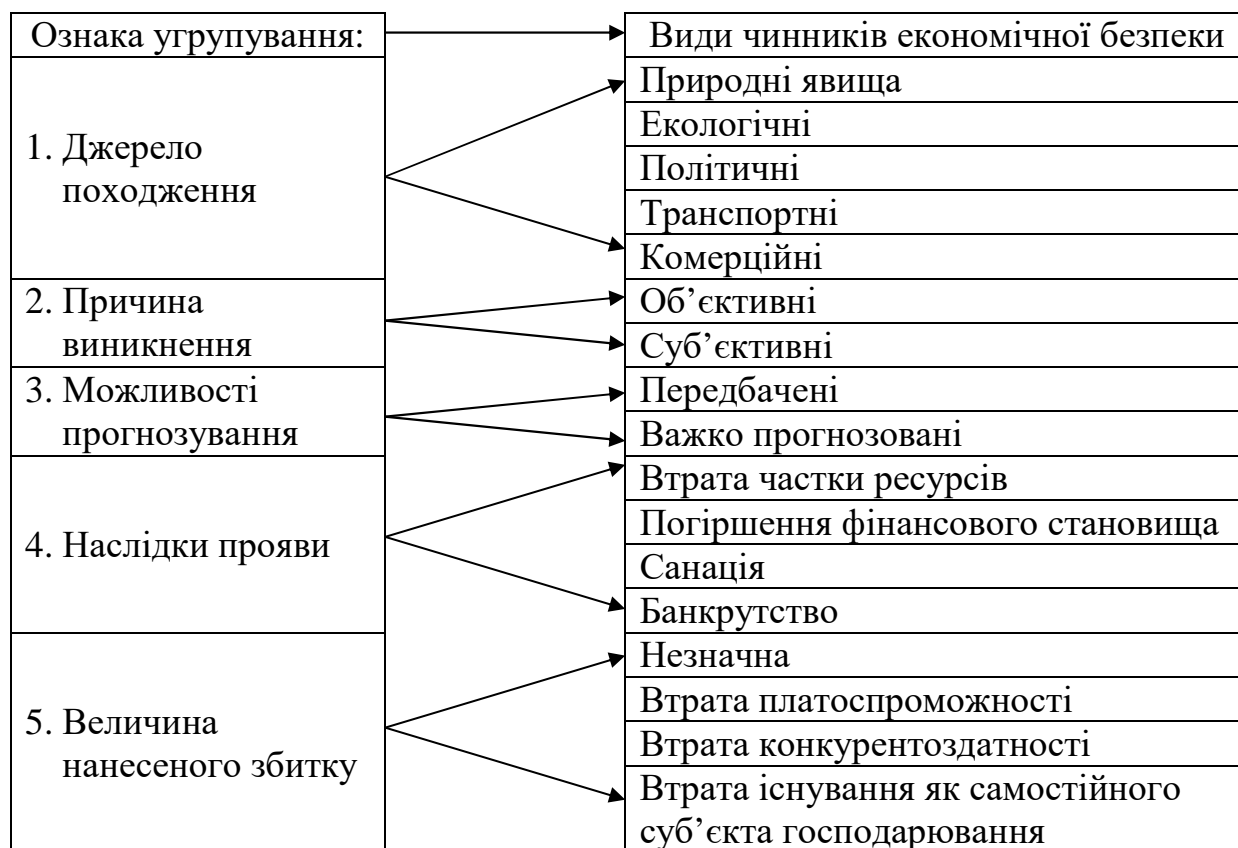 Ознака угрупування:
Види чинників економічної безпеки
1. Джерело
походження
Природні явища
Екологічні
Політичні
Транспортні
Комерційні
2. Причина
виникнення
Об’єктивні
Суб’єктивні
3. Можливості
прогнозування
Передбачені
Важко прогнозовані
4. Наслідки прояви
Втрата частки ресурсів
Погіршення фінансового становища
Санація
Банкрутство
5. Величина
нанесеного збитку
Незначна
Втрата платоспроможності
Втрата конкурентоздатності
Втрата існування як самостійного
суб’єкта господарювання